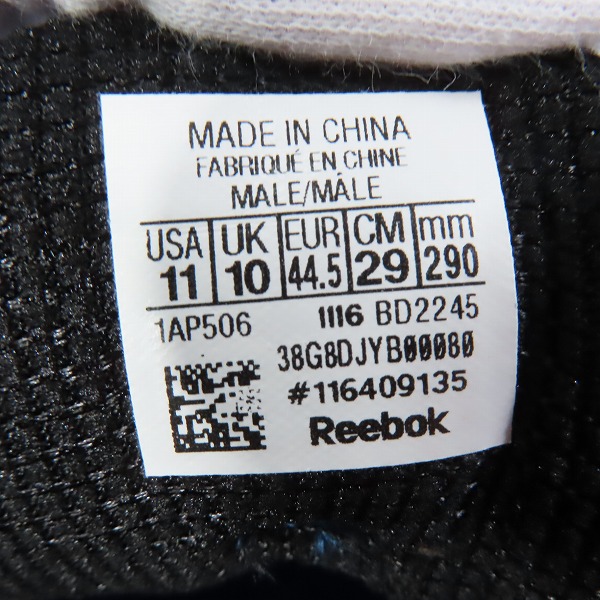 MADE IN CHINA
FABRIQUÉ EN CHINE
MALE/MÂLE
USA UK EUR CM mm
11 10 44.5 29 290
1AP506 1116 BD2245
38G8DJYB00080
#116409135
Reebok